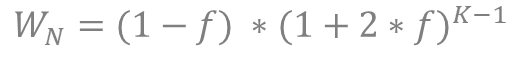 W_N = (1 − f) * (1 + 2 * f)^{K−1}